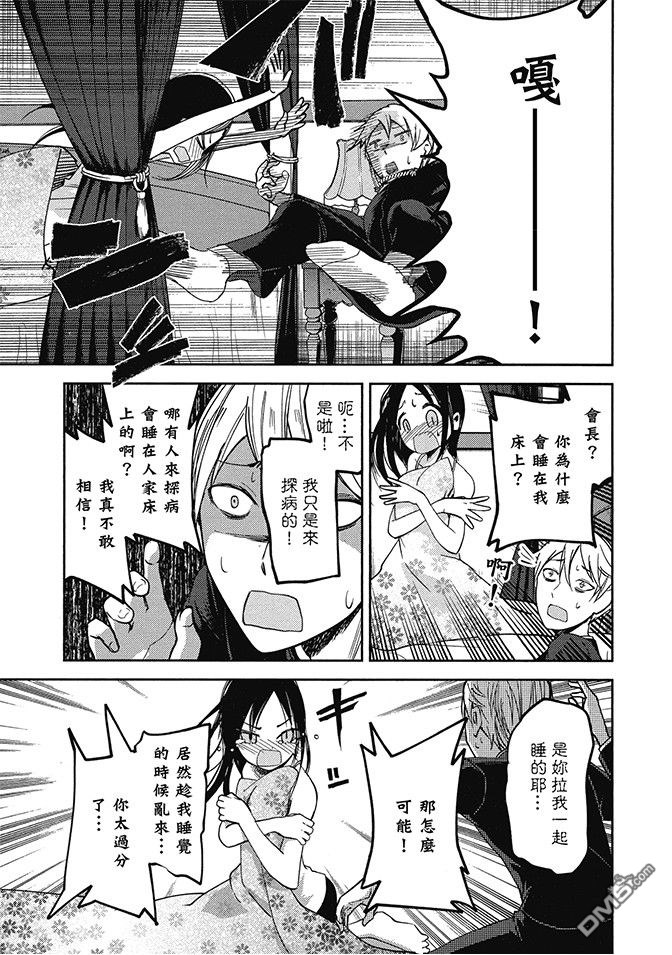 嘎——！
會長？
你為什麼
會睡在我
床上？
啊！
呃…不
是啦！
我只是來
探病的！
哪有人來探病
會睡在人家床
上的啊？
我真不敢
相信！
是妳拉我一起
睡的耶…
那怎麼
可能！
居然趁我睡覺
的時候亂來…
你太過分
了…
DM5.com